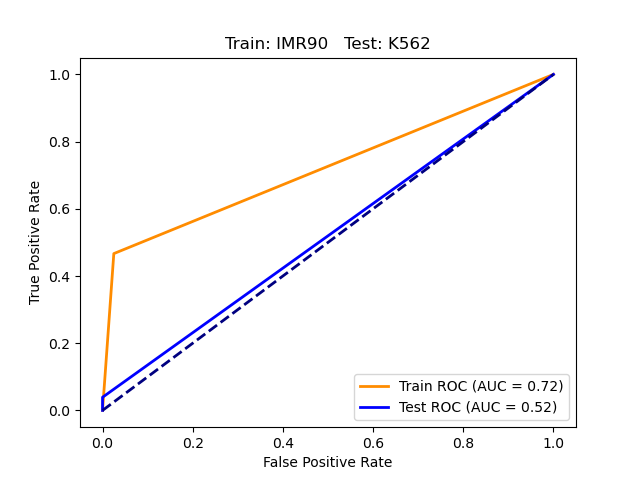 Train: IMR90   Test: K562
1.0
0.8
0.6
0.4
0.2
0.0
True Positive Rate
Train ROC (AUC = 0.72)
Test ROC (AUC = 0.52)
0.0 0.2 0.4 0.6 0.8 1.0
False Positive Rate